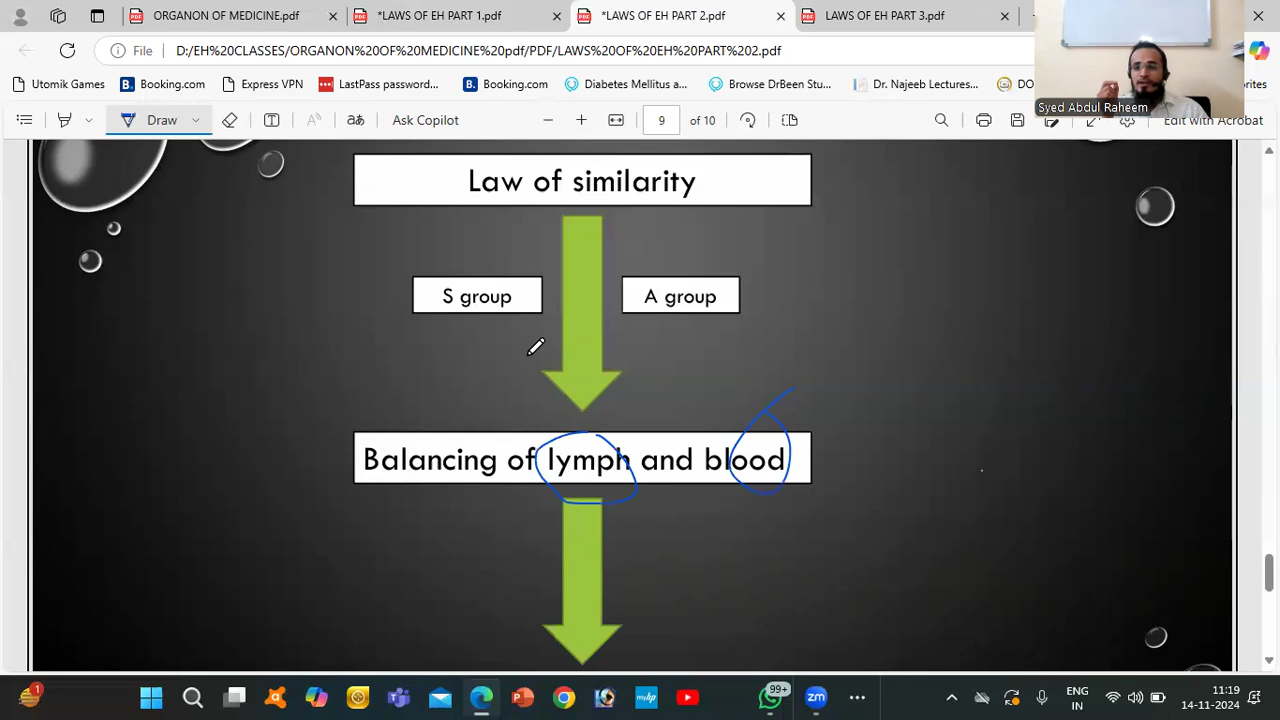 ORGANON OF MEDICINE.pdf
*LAWS OF EH PART 1.pdf
*LAWS OF EH PART 2.pdf
LAWS OF EH PART 3.pdf
File
D:/EH%20CLASSES/ORGANON%20OF%20MEDICINE%20pdf/PDF/LAWS%20OF%20EH%20PART%202.pdf
Utomik Games
Booking.com
Express VPN
LastPass password...
Booking.com
Diabetes Mellitus a...
Browse DrBeen Stu...
Dr. Najeeb Lectures...
Syed Abdul Raheem
Draw
Ask Copilot
9 of 10
Edit with Acrobat
Law of similarity
S group
A group
Balancing of lymph and blood
1
99+
zm
ENG
IN
11:19
14-11-2024